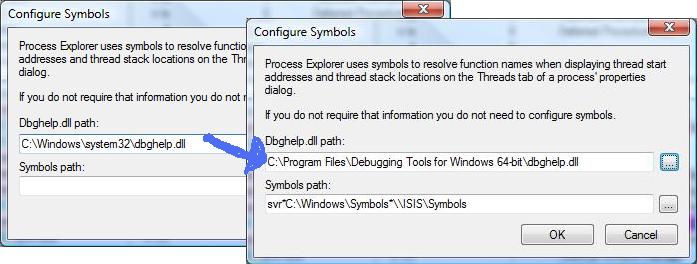 Configure Symbols
Process Explorer uses symbols to resolve function
addresses and thread stack locations on the Threa
dialog.
If you do not require that information you do not r
Dbghelp.dll path:
C:\Windows\system32\dbghelp.dll
Symbols path:
Configure Symbols
Process Explorer uses symbols to resolve function names when displaying thread start
addresses and thread stack locations on the Threads tab of a process' properties
dialog.
If you do not require that information you do not need to configure symbols.
Dbghelp.dll path:
C:\Program Files\Debugging Tools for Windows 64-bit\dbghelp.dll
...
Symbols path:
svr*C:\Windows\Symbols*\\ISIS\Symbols
...
OK
Cancel